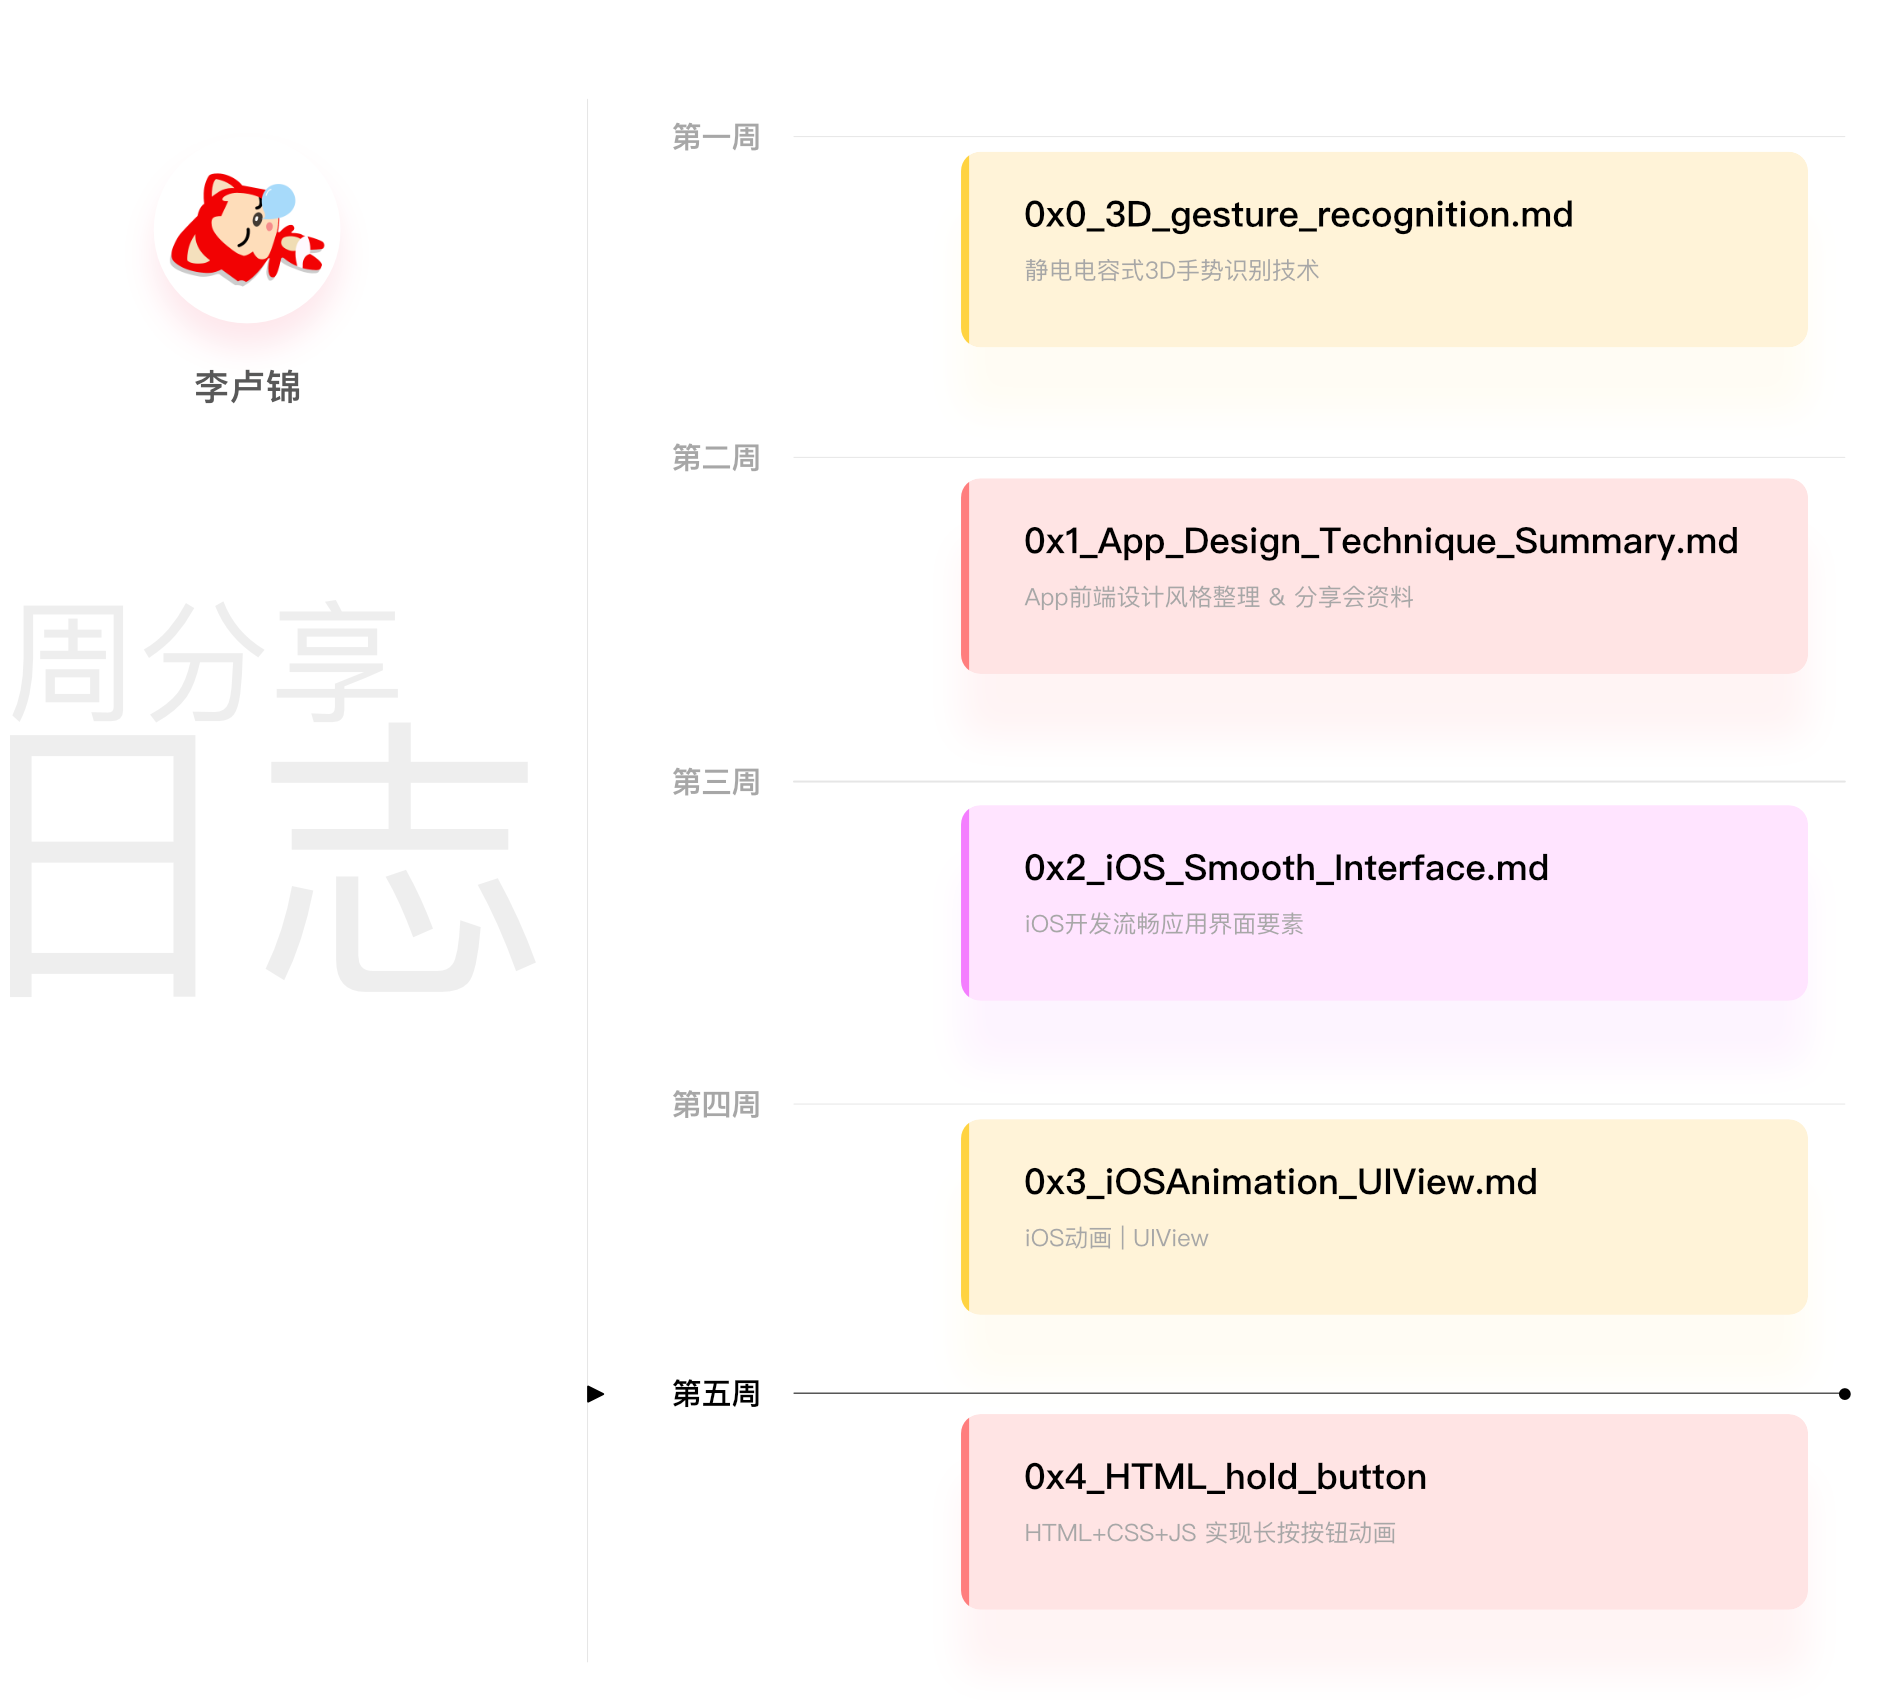 李卢锦
周分享
日志
第一周
0x0_3D_gesture_recognition.md
静电电容式3D手势识别技术
第二周
0x1_App_Design_Technique_Summary.md
App前端设计风格整理 & 分享会资料
第三周
0x2_iOS_Smooth_Interface.md
iOS开发流畅应用界面要素
第四周
0x3_iOSAnimation_UIView.md
iOS动画 | UIView
第五周
0x4_HTML_hold_button
HTML+CSS+JS 实现长按按钮动画